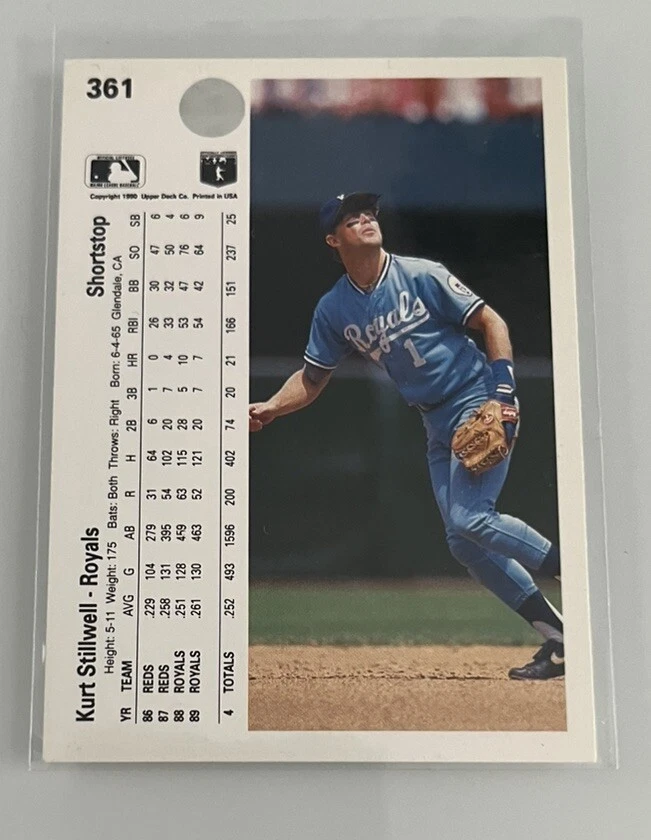 361
OFFICIAL LICENSEE
MAJOR LEAGUE BASEBALL
Copyright 1990 Upper Deck Co. Printed in USA
Kurt Stillwell - Royals Shortstop
Height: 5-11 Weight: 175 Bats: Both Throws: Right Born: 6-4-65 Glendale, CA
YR TEAM AVG G AB R H 2B 3B HR RBI BB SO SB
86 REDS .229 104 279 31 64 6 1 0 26 30 47 6
87 REDS .258 131 395 54 102 20 7 4 33 32 50 4
88 ROYALS .251 128 459 63 115 28 5 10 53 47 76 6
89 ROYALS .261 130 463 52 121 20 7 7 54 42 64 9
4 TOTALS .252 493 1596 200 402 74 20 21 166 151 237 25
Royals
1